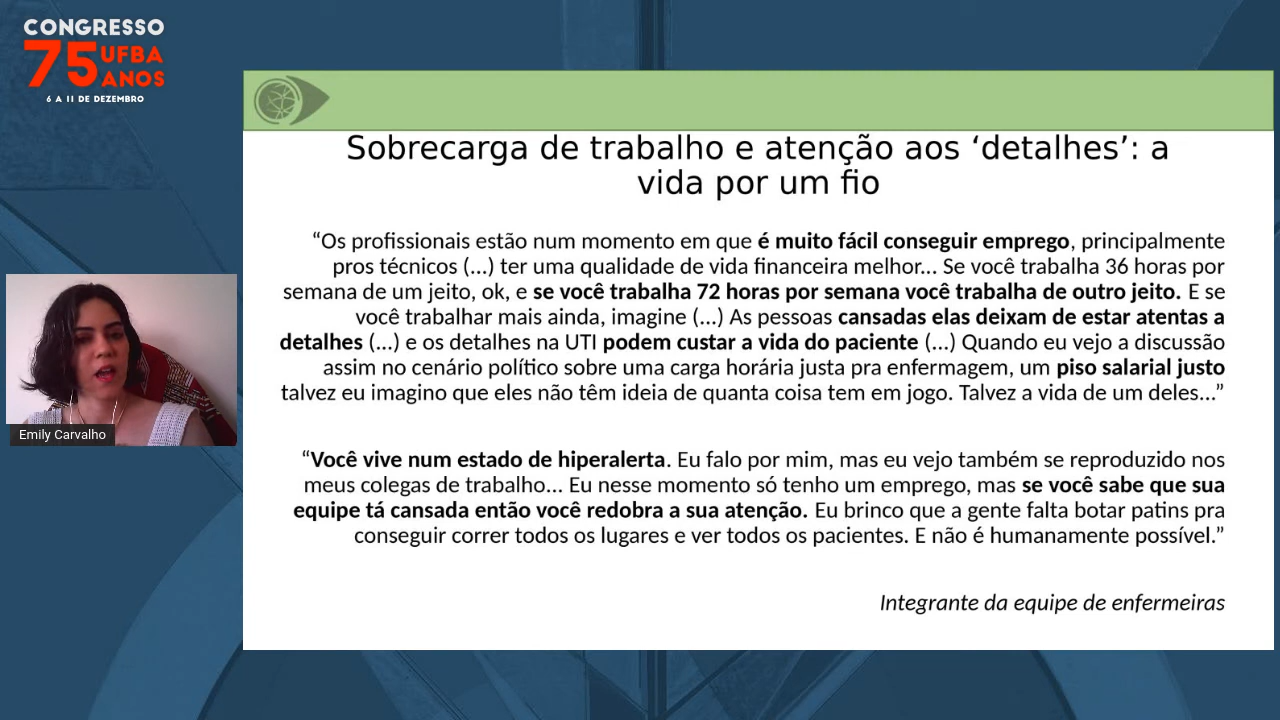 CONGRESSO
75 UFBA
ANOS
6 A 11 DE DEZEMBRO
Sobrecarga de trabalho e atenção aos ‘detalhes’: a
vida por um fio
“Os profissionais estão num momento em que é muito fácil conseguir emprego, principalmente
pros técnicos (...) ter uma qualidade de vida financeira melhor... Se você trabalha 36 horas por
semana de um jeito, ok, e se você trabalha 72 horas por semana você trabalha de outro jeito. E se
você trabalhar mais ainda, imagine (...) As pessoas cansadas elas deixam de estar atentas a
detalhes (...) e os detalhes na UTI podem custar a vida do paciente (...) Quando eu vejo a discussão
assim no cenário político sobre uma carga horária justa pra enfermagem, um piso salarial justo
talvez eu imagino que eles não têm ideia de quanta coisa tem em jogo. Talvez a vida de um deles...”
“Você vive num estado de hiperalerta. Eu falo por mim, mas eu vejo também se reproduzido nos
meus colegas de trabalho... Eu nesse momento só tenho um emprego, mas se você sabe que sua
equipe tá cansada então você redobra a sua atenção. Eu brinco que a gente falta botar patins pra
conseguir correr todos os lugares e ver todos os pacientes. E não é humanamente possível.”
Integrante da equipe de enfermeiras
Emily Carvalho